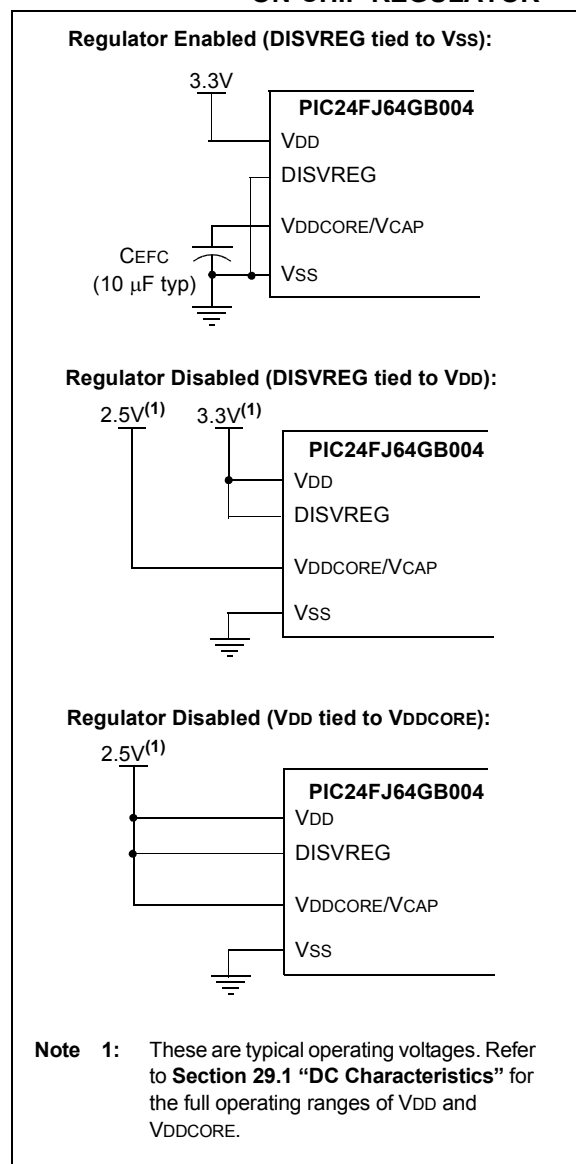 Regulator Enabled (DISVREG tied to VSS):
3.3V
PIC24FJ64GB004
VDD
DISVREG
VDDCORE/VCAP
CEFC
(10 μF typ)
VSS
Regulator Disabled (DISVREG tied to VDD):
2.5V(1) 3.3V(1)
PIC24FJ64GB004
VDD
DISVREG
VDDCORE/VCAP
VSS
Regulator Disabled (VDD tied to VDDCORE):
2.5V(1)
PIC24FJ64GB004
VDD
DISVREG
VDDCORE/VCAP
VSS
Note 1: These are typical operating voltages. Refer
to Section 29.1 “DC Characteristics” for
the full operating ranges of VDD and
VDDCORE.